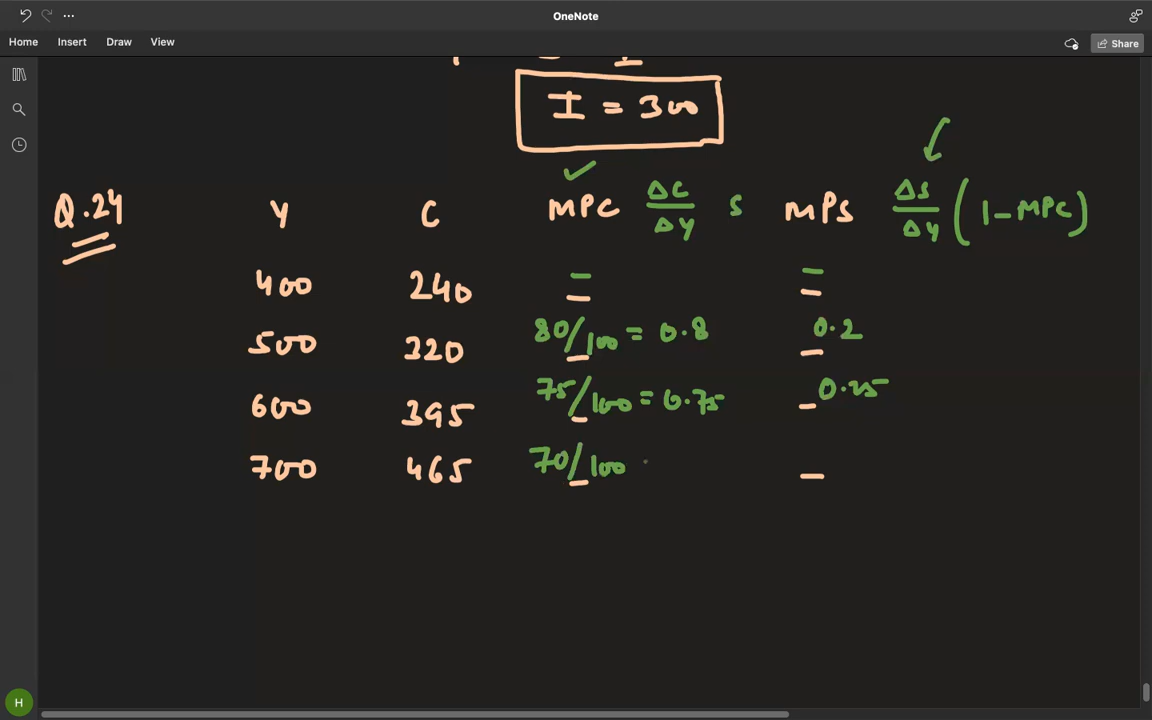 OneNote
Home Insert Draw View Share
I = 300
Q.24 Y C MPC ΔC/ΔY S MPS ΔS/ΔY (1-MPC)
400 240 = =
500 320 80/100 = 0.8 0.2
600 395 75/100 = 0.75 0.25
700 465 70/100
H